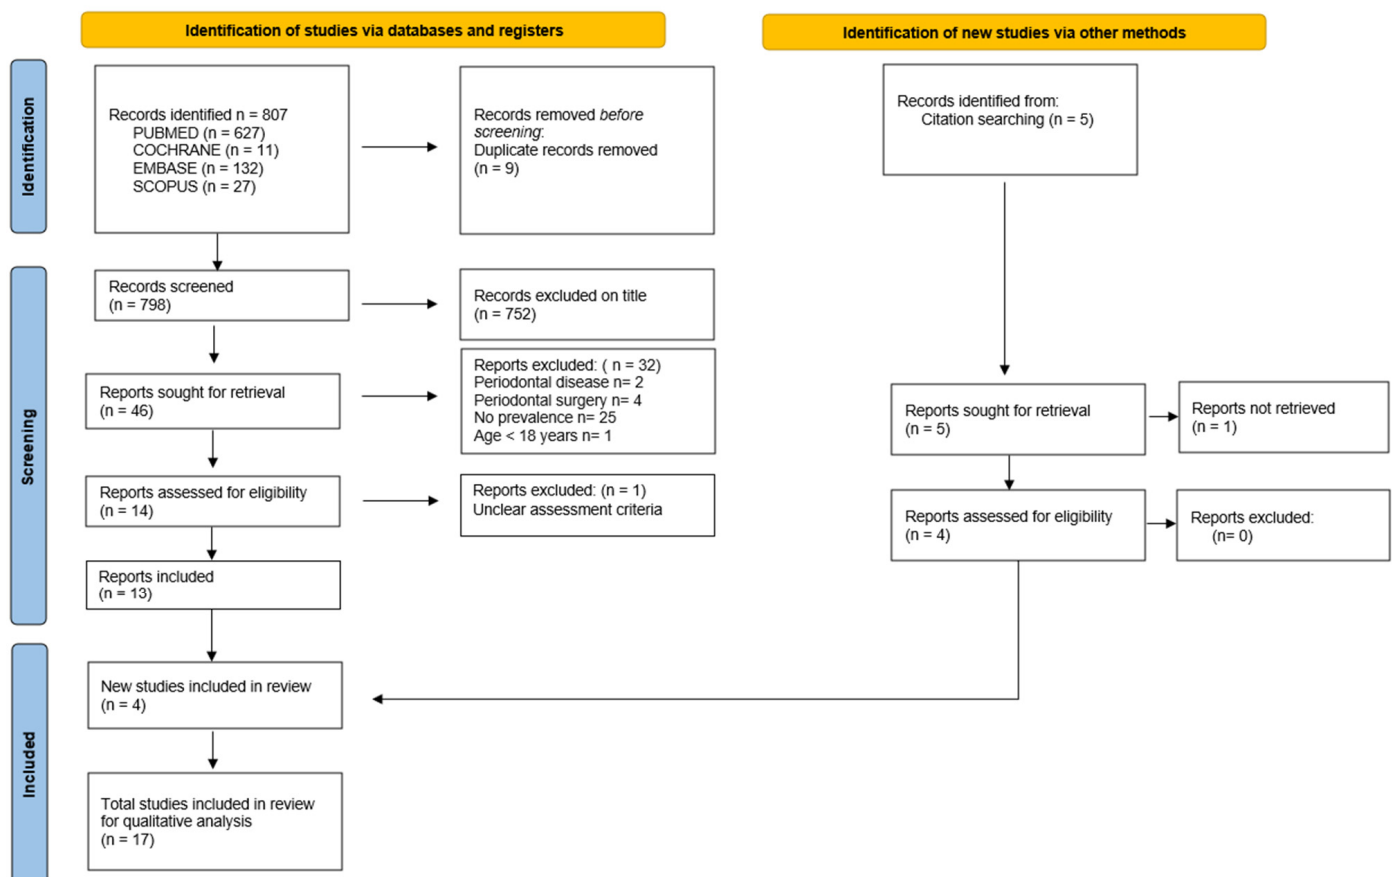 Identification of studies via databases and registers
Identification of new studies via other methods
Identification
Records identified n = 807
PUBMED (n = 627)
COCHRANE (n = 11)
EMBASE (n = 132)
SCOPUS (n = 27)
Records removed before
screening:
Duplicate records removed
(n = 9)
Records identified from:
Citation searching (n = 5)
Screening
Records screened
(n = 798)
Records excluded on title
(n = 752)
Reports sought for retrieval
(n = 46)
Reports excluded: ( n = 32)
Periodontal disease n= 2
Periodontal surgery n= 4
No prevalence n= 25
Age < 18 years n= 1
Reports sought for retrieval
(n = 5)
Reports not retrieved
(n = 1)
Reports assessed for eligibility
(n = 14)
Reports excluded: (n = 1)
Unclear assessment criteria
Reports assessed for eligibility
(n = 4)
Reports excluded:
(n= 0)
Reports included
(n = 13)
Included
New studies included in review
(n = 4)
Total studies included in review
for qualitative analysis
(n = 17)